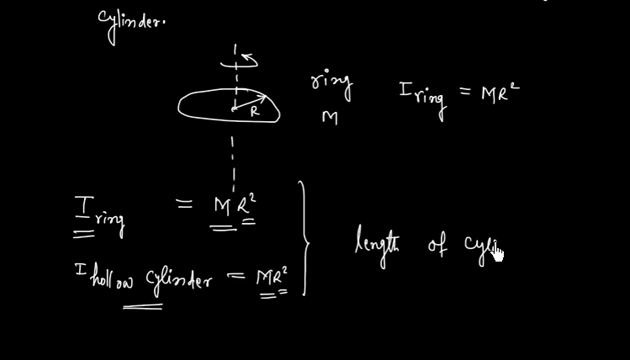 Cylinder.
ring
I ring = MR²
R
M
I ring = MR²
I hollow cylinder = MR²
length of cyli